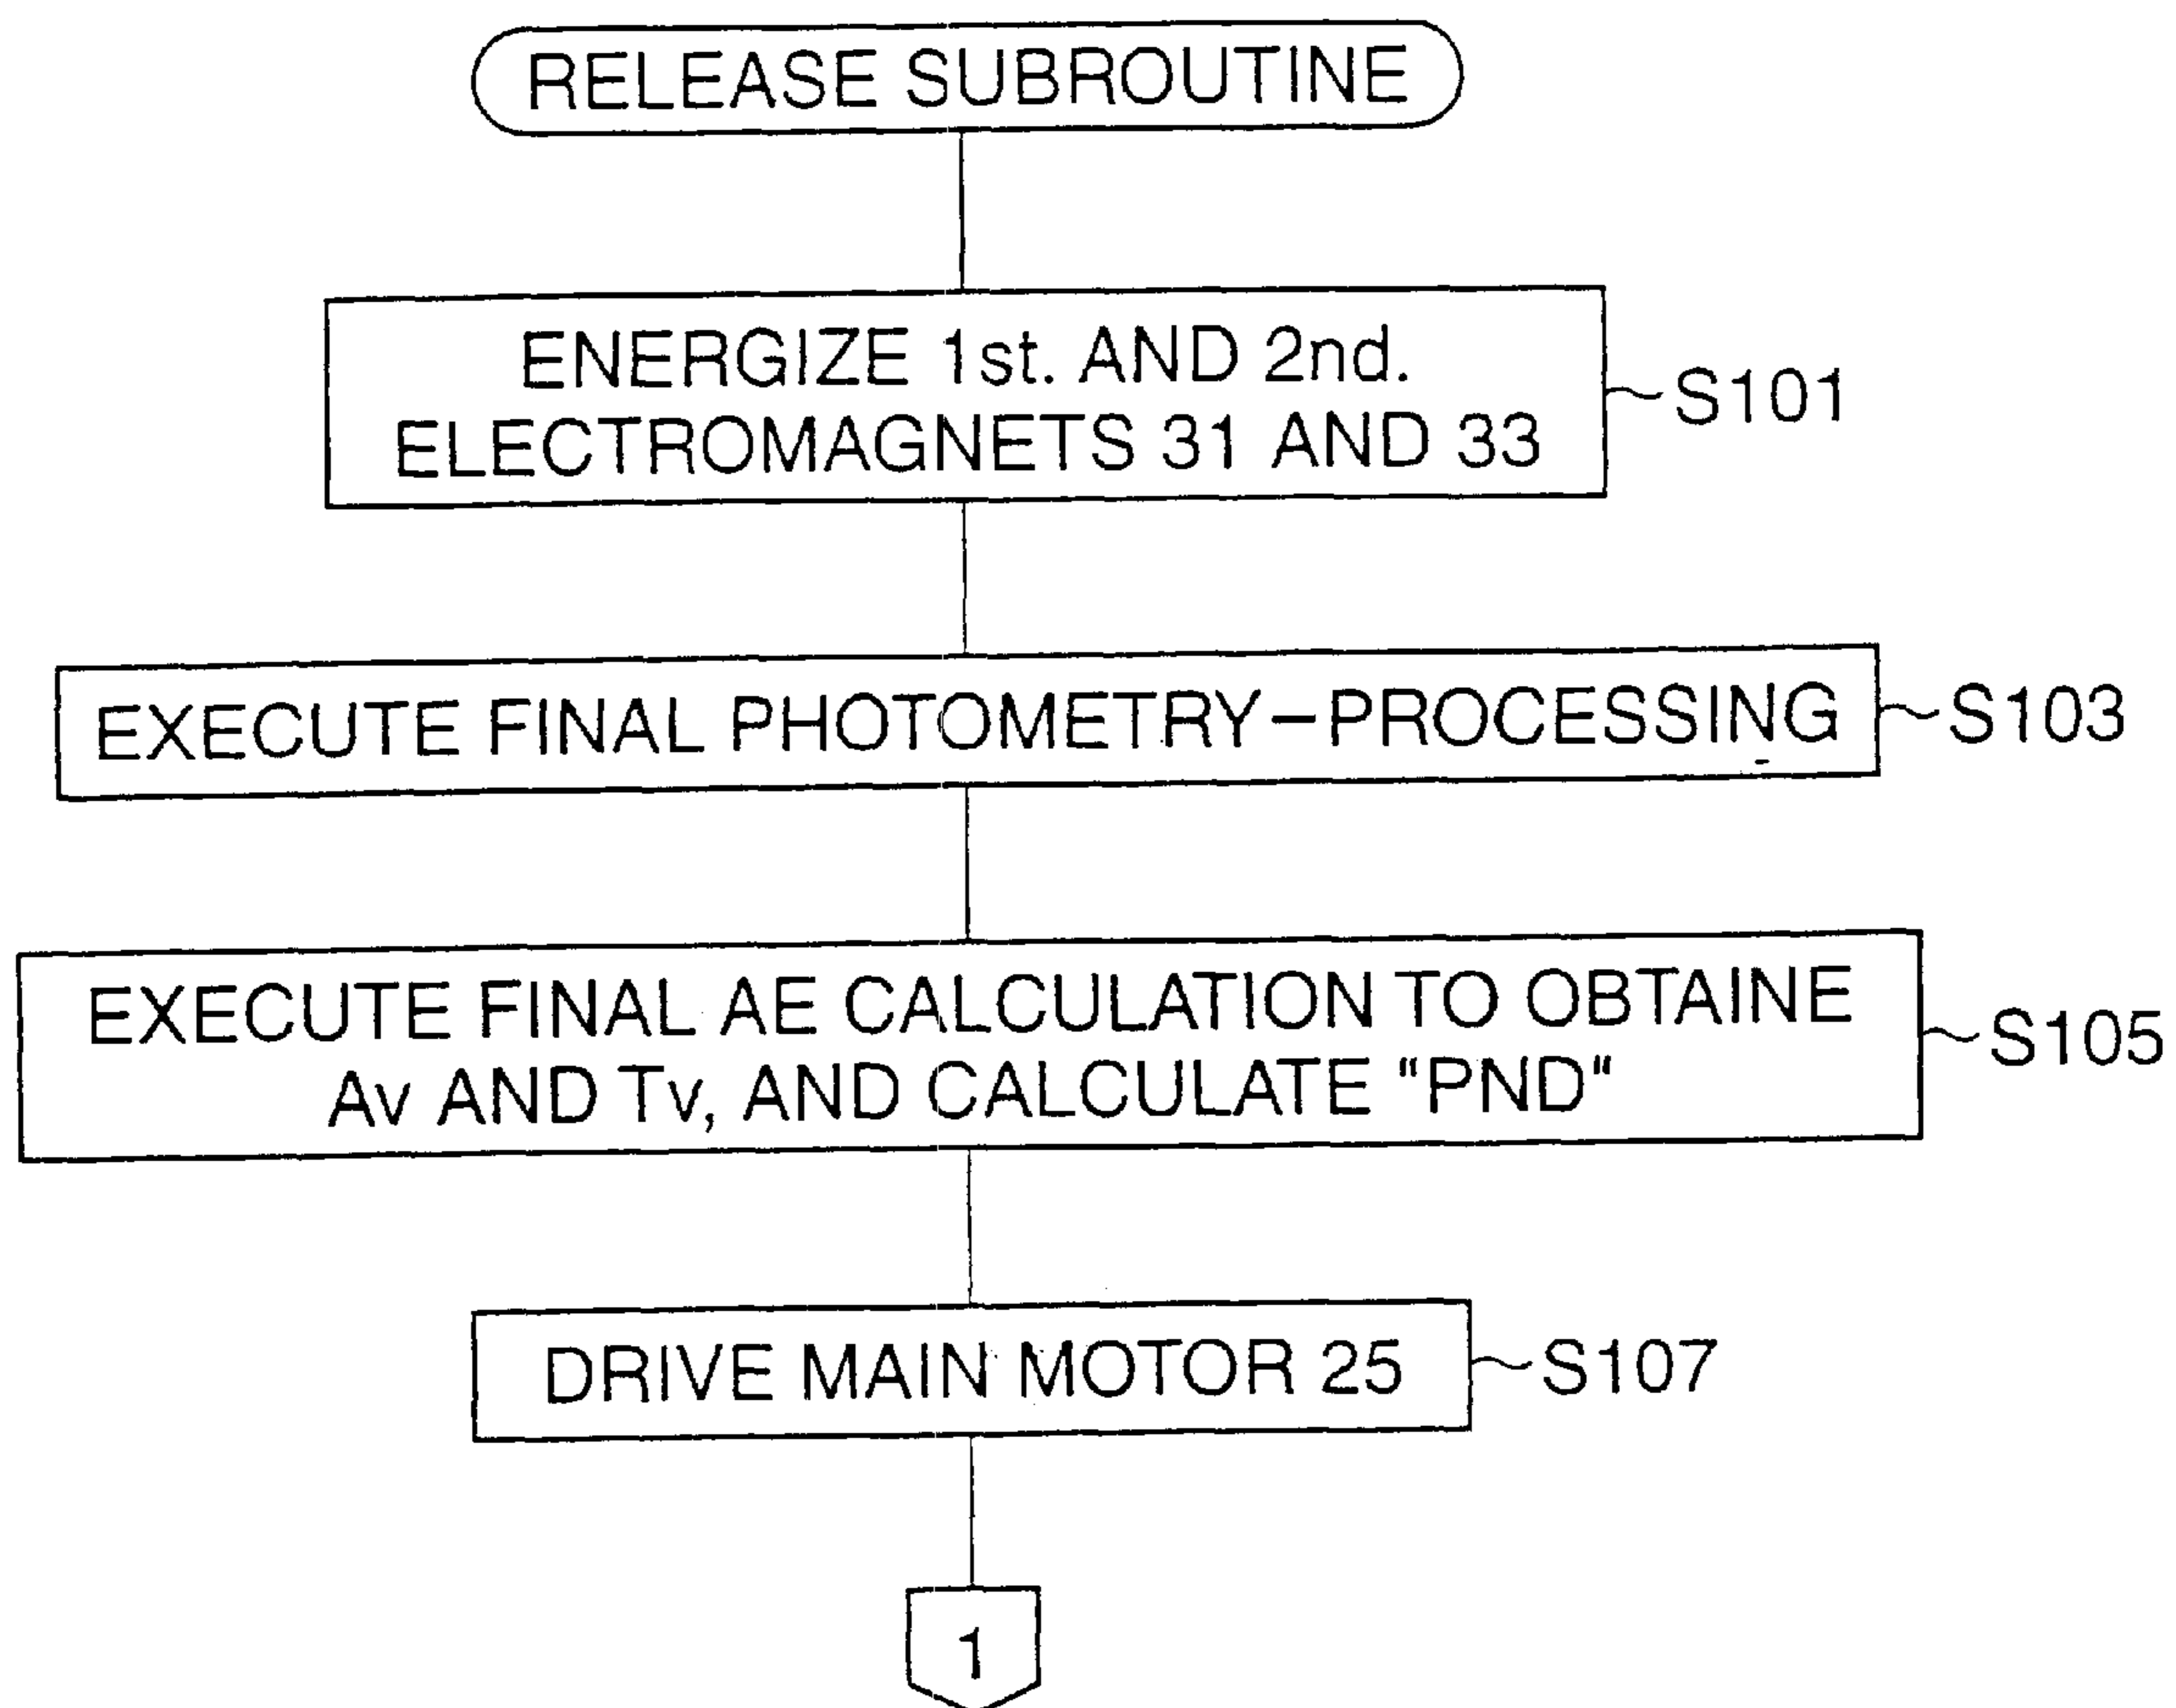 RELEASE SUBROUTINE
ENERGIZE 1st. AND 2nd.
ELECTROMAGNETS 31 AND 33
S101
EXECUTE FINAL PHOTOMETRY-PROCESSING
S103
EXECUTE FINAL AE CALCULATION TO OBTAINE
Av AND Tv, AND CALCULATE "PND"
S105
DRIVE MAIN MOTOR 25
S107
1